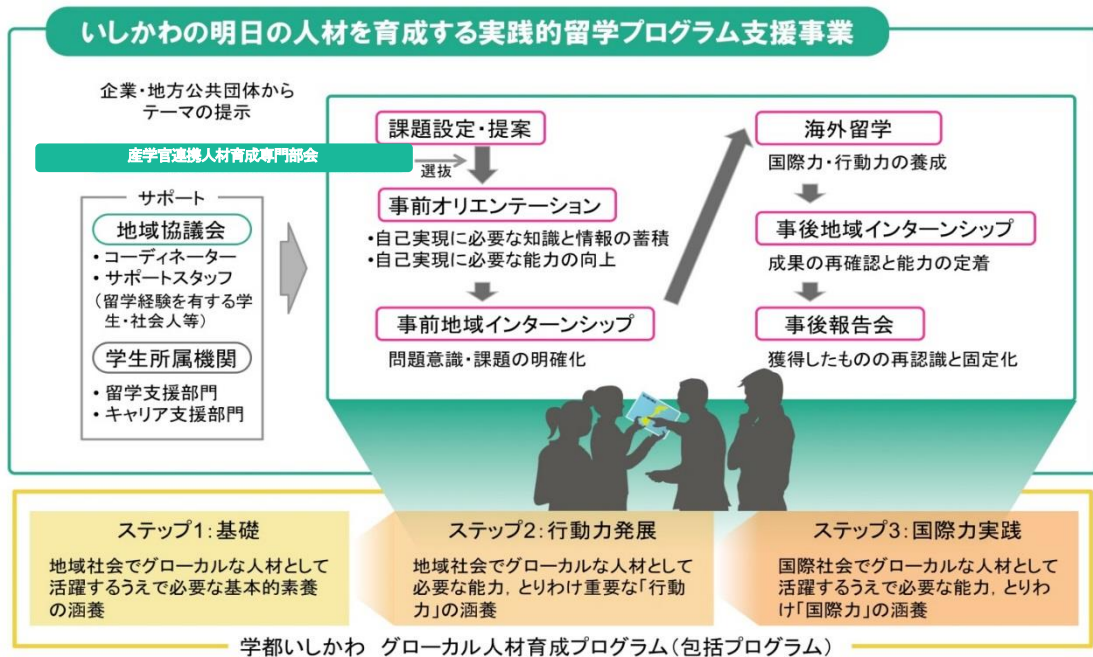 いしかわの明日の人材を育成する実践的留学プログラム支援事業
企業・地方公共団体から
テーマの提示
産学官連携人材育成専門部会
選抜
サポート
地域協議会
・コーディネーター
・サポートスタッフ
(留学経験を有する学
生・社会人等)
学生所属機関
・留学支援部門
・キャリア支援部門
課題設定・提案
事前オリエンテーション
・自己実現に必要な知識と情報の蓄積
・自己実現に必要な能力の向上
事前地域インターンシップ
問題意識・課題の明確化
海外留学
国際力・行動力の養成
事後地域インターンシップ
成果の再確認と能力の定着
事後報告会
獲得したものの再認識と固定化
ステップ1:基礎
地域社会でグローカルな人材として
活躍するうえで必要な基本的素養
の涵養
ステップ2:行動力発展
地域社会でグローカルな人材として
必要な能力,とりわけ重要な「行動
力」の涵養
ステップ3:国際力実践
国際社会でグローカルな人材として
活躍するうえで必要な能力,とりわ
け「国際力」の涵養
学都いしかわ グローカル人材育成プログラム(包括プログラム)